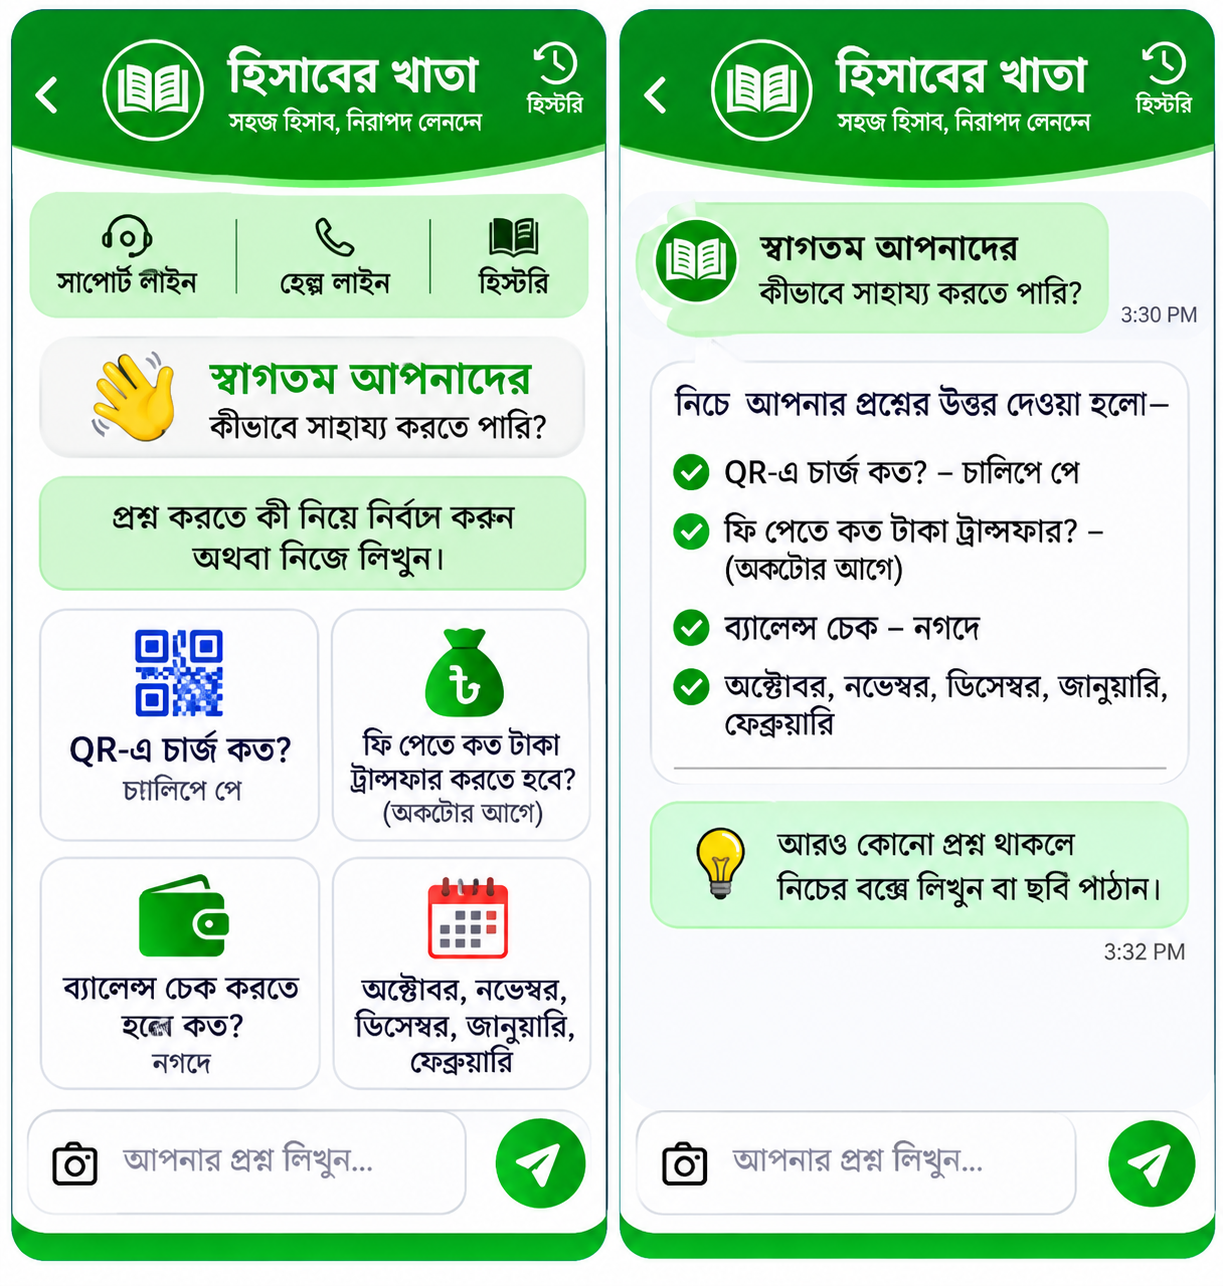 হিসাবের খাতা
সহজ হিসাব, নিরাপদ লেনদেন
হিস্টরি
সাপোর্ট লাইন
হেল্প লাইন
হিস্টরি
স্বাগতম আপনাদের
কীভাবে সাহায্য করতে পারি?
প্রশ্ন করতে কী নিয়ে করুন
অথবা নিজে লিখুন।
QR-এ চার্জ কত?
চাালিপে পে
ফি পেতে কত টাকা
ট্রান্সফার করতে হবে?
(অকটোর আগে)
ব্যালেন্স চেক করতে
কত?
নগদে
অক্টোবর, নভেম্বর,
ডিসেম্বর, জানুয়ারি,
ফেব্রুয়ারি
আপনার প্রশ্ন লিখুন...
হিসাবের খাতা
সহজ হিসাব, নিরাপদ লেনদেন
হিস্টরি
স্বাগতম আপনাদের
কীভাবে সাহায্য করতে পারি?
3:30 PM
নিচে আপনার প্রশ্নের উত্তর দেওয়া হলো–
QR-এ চার্জ কত? – চালিপে পে
ফি পেতে কত টাকা ট্রান্সফার? –
(অকটোর আগে)
ব্যালেন্স চেক – নগদে
অক্টোবর, নভেম্বর, ডিসেম্বর, জানুয়ারি,
ফেব্রুয়ারি
আরও কোনো প্রশ্ন থাকলে
নিচের বক্সে লিখুন বা ছবি পাঠান।
3:32 PM
আপনার প্রশ্ন লিখুন...